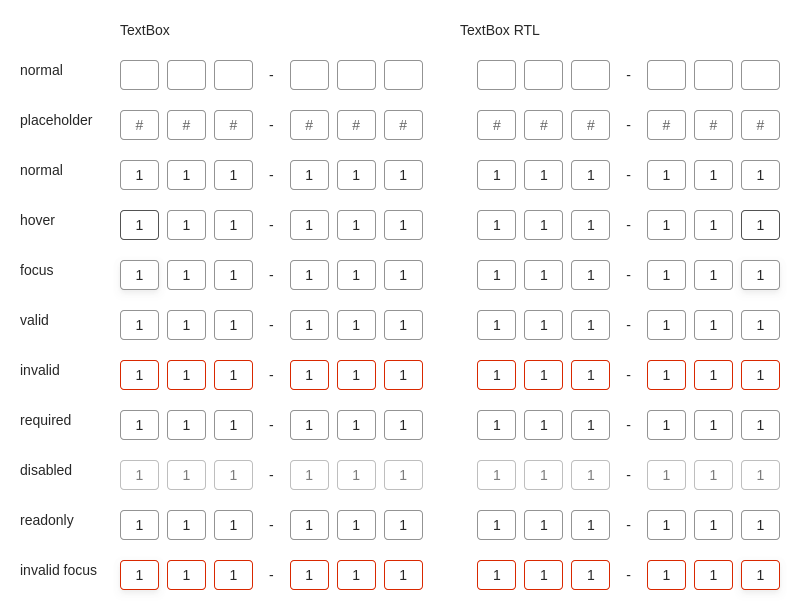 TextBox TextBox RTL
normal - -
placeholder # # # - # # # # # # - # # #
normal 1 1 1 - 1 1 1 1 1 1 - 1 1 1
hover 1 1 1 - 1 1 1 1 1 1 - 1 1 1
focus 1 1 1 - 1 1 1 1 1 1 - 1 1 1
valid 1 1 1 - 1 1 1 1 1 1 - 1 1 1
invalid 1 1 1 - 1 1 1 1 1 1 - 1 1 1
required 1 1 1 - 1 1 1 1 1 1 - 1 1 1
disabled 1 1 1 - 1 1 1 1 1 1 - 1 1 1
readonly 1 1 1 - 1 1 1 1 1 1 - 1 1 1
invalid focus 1 1 1 - 1 1 1 1 1 1 - 1 1 1